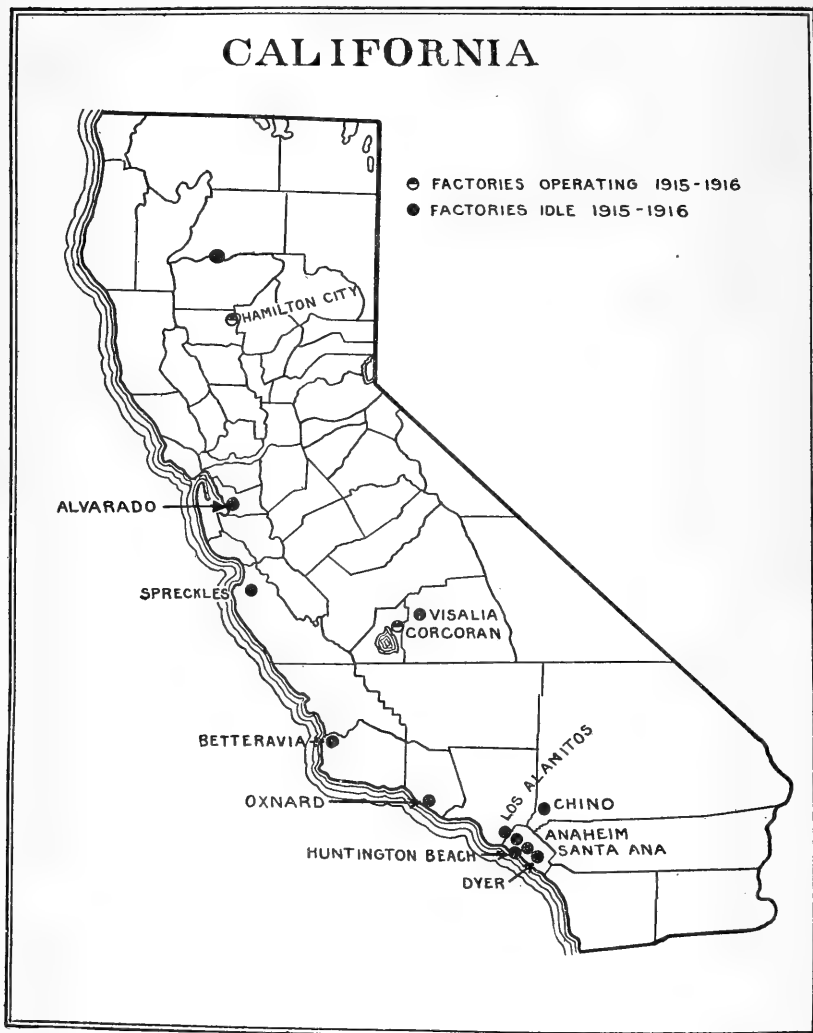 CALIFORNIA
FACTORIES OPERATING 1915-1916
FACTORIES IDLE 1915-1916
HAMILTON CITY
ALVARADO
SPRECKLES
VISALIA
CORCORAN
BETTERAVIA
LOS ALAMITOS
OXNARD
CHINO
ANAHEIM
HUNTINGTON BEACH
SANTA ANA
DYER